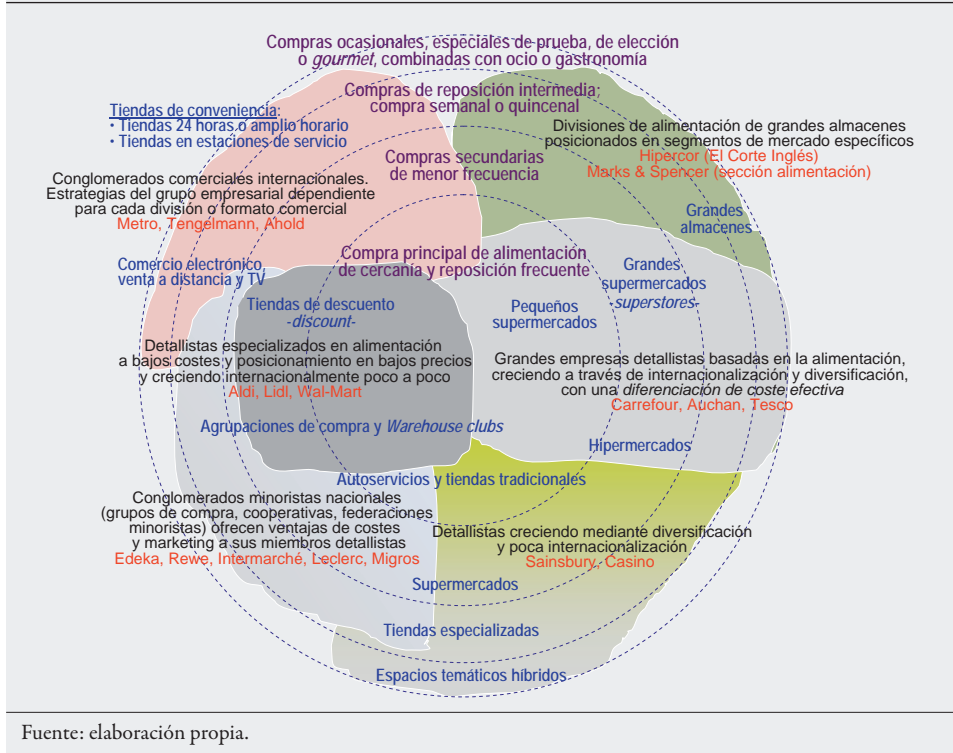 Compras ocasionales, especiales de prueba, de elección
o gourmet, combinadas con ocio o gastronomía
Compras de reposición intermedia:
compra semanal o quincenal
Tiendas de conveniencia:
• Tiendas 24 horas o amplio horario
• Tiendas en estaciones de servicio
Divisiones de alimentación de grandes almacenes
posicionados en segmentos de mercado específicos
Hipercor (El Corte Inglés)
Marks & Spencer (sección alimentación)
Compras secundarias
de menor frecuencia
Conglomerados comerciales internacionales.
Estrategias del grupo empresarial dependiente
para cada división o formato comercial
Metro, Tengelmann, Ahold
Grandes
almacenes
Compra principal de alimentación
de cercanía y reposición frecuente
Comercio electrónico,
venta a distancia y TV
Grandes
supermercados
-superstores-
Tiendas de descuento
-discount-
Pequeños
supermercados
Detallistas especializados en alimentación
a bajos costes y posicionamiento en bajos precios
y creciendo internacionalmente poco a poco
Aldi, Lidl, Wal-Mart
Grandes empresas detallistas basadas en la alimentación,
creciendo a través de internacionalización y diversificación,
con una diferenciación de coste efectiva
Carrefour, Auchan, Tesco
Agrupaciones de compra y Warehouse clubs
Hipermercados
Autoservicios y tiendas tradicionales
Conglomerados minoristas nacionales
(grupos de compra, cooperativas, federaciones
minoristas) ofrecen ventajas de costes
y marketing a sus miembros detallistas
Edeka, Rewe, Intermarché, Leclerc, Migros
Detallistas creciendo mediante diversificación
y poca internacionalización
Sainsbury, Casino
Supermercados
Tiendas especializadas
Espacios temáticos híbridos
Fuente: elaboración propia.